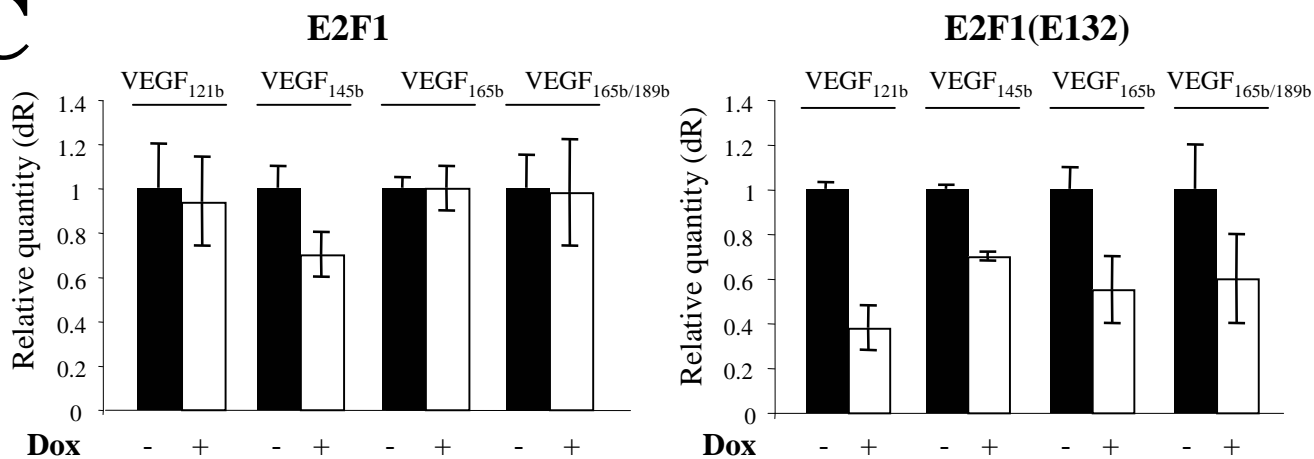 C
E2F1
VEGF121b VEGF145b VEGF165b VEGF165b/189b
Relative quantity (dR)
1.4
1.2
1
0.8
0.6
0.4
0.2
0
Dox - + - + - + - +
E2F1(E132)
VEGF121b VEGF145b VEGF165b VEGF165b/189b
Relative quantity (dR)
1.4
1.2
1
0.8
0.6
0.4
0.2
0
Dox - + - + - + - +